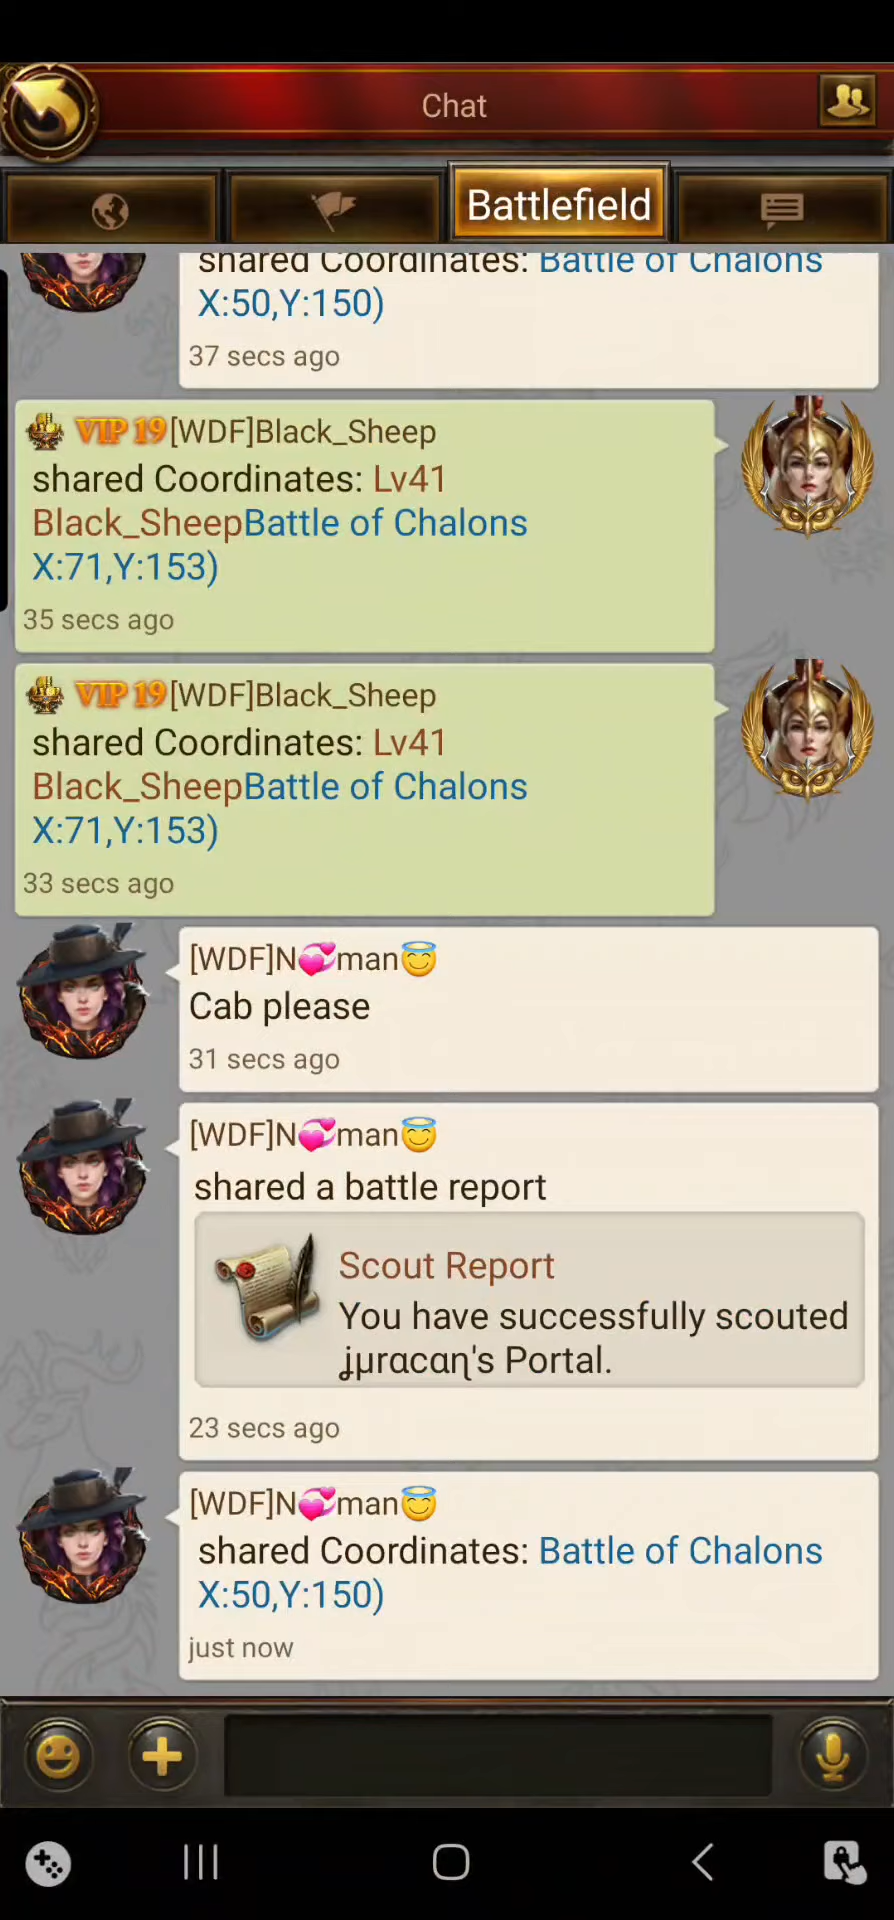 Chat
Battlefield
shared Coordinates: Battle of Chalons
X:50,Y:150)
37 secs ago
VIP 19[WDF]Black_Sheep
shared Coordinates: Lv41
Black_SheepBattle of Chalons
X:71,Y:153)
35 secs ago
VIP 19[WDF]Black_Sheep
shared Coordinates: Lv41
Black_SheepBattle of Chalons
X:71,Y:153)
33 secs ago
[WDF]N💞man😇
Cab please
31 secs ago
[WDF]N💞man😇
shared a battle report
Scout Report
You have successfully scouted
ʝµrαcαɳ's Portal.
23 secs ago
[WDF]N💞man😇
shared Coordinates: Battle of Chalons
X:50,Y:150)
just now